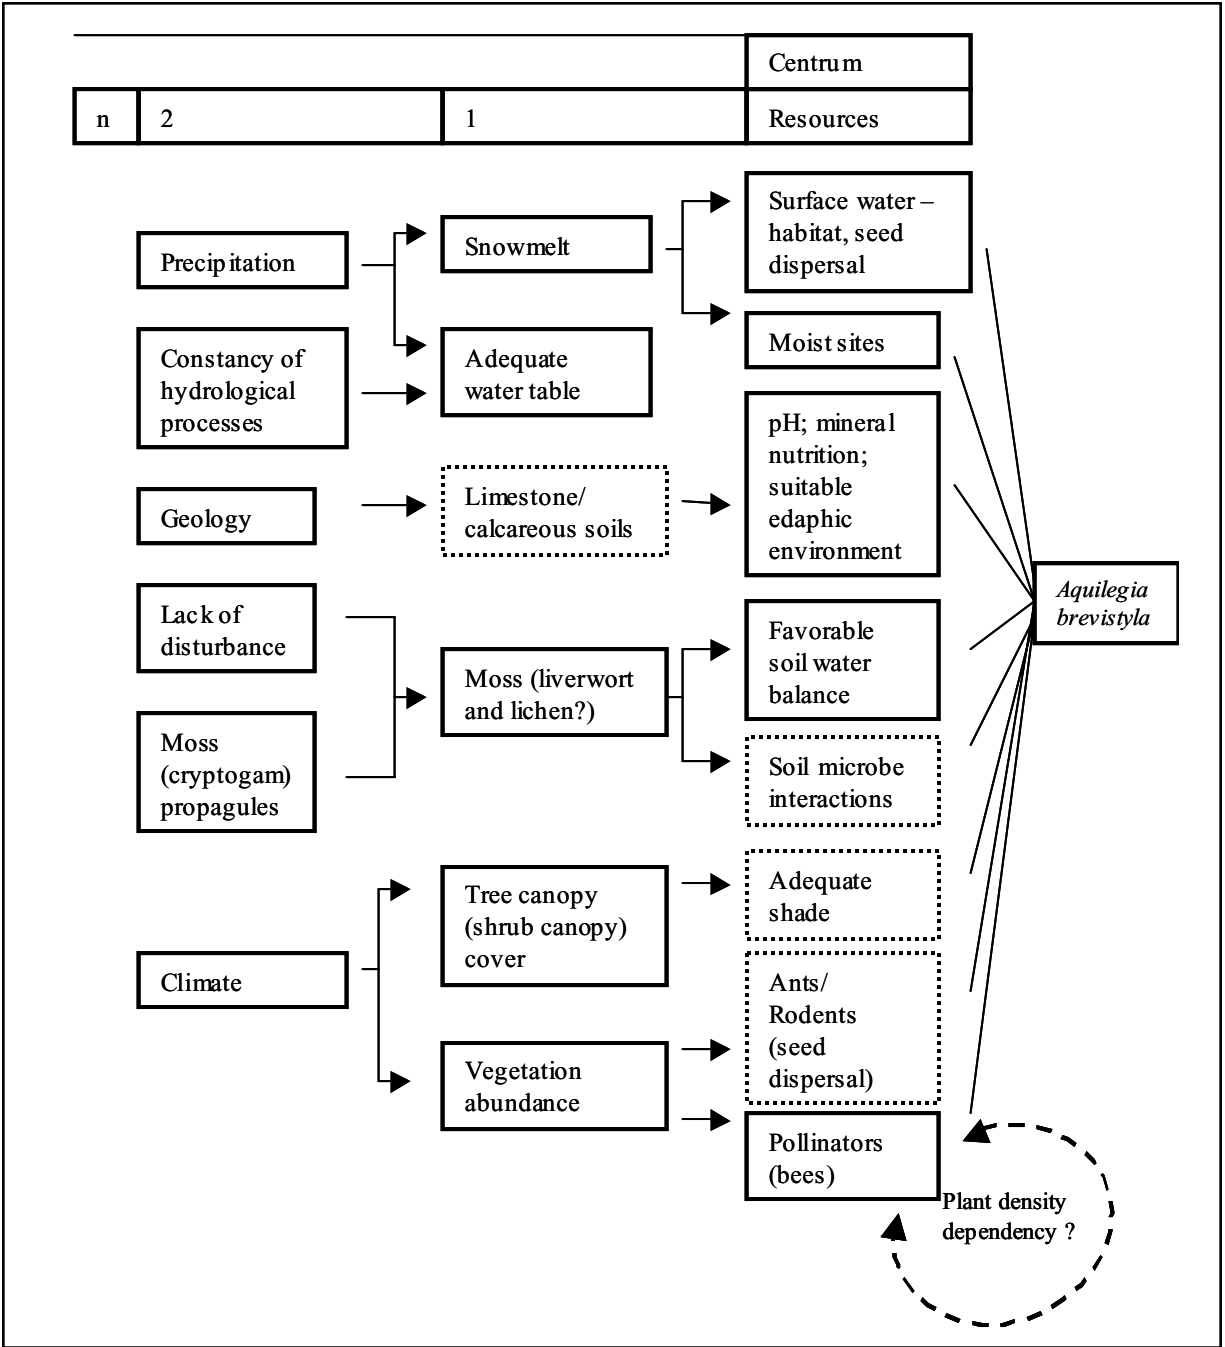 Centrum
n
2
1
Resources
Precipitation
Snowmelt
Surface water –
habitat, seed
dispersal
Moist sites
Constancy of
hydrological
processes
Adequate
water table
pH; mineral
nutrition;
suitable
edaphic
environment
Geology
Limestone/
calcareous soils
Aquilegia
brevistyla
Lack of
disturbance
Moss (liverwort
and lichen?)
Favorable
soil water
balance
Moss
(cryptogam)
propagules
Soil microbe
interactions
Climate
Tree canopy
(shrub canopy)
cover
Adequate
shade
Vegetation
abundance
Ants/
Rodents
(seed
dispersal)
Pollinators
(bees)
Plant density
dependency ?